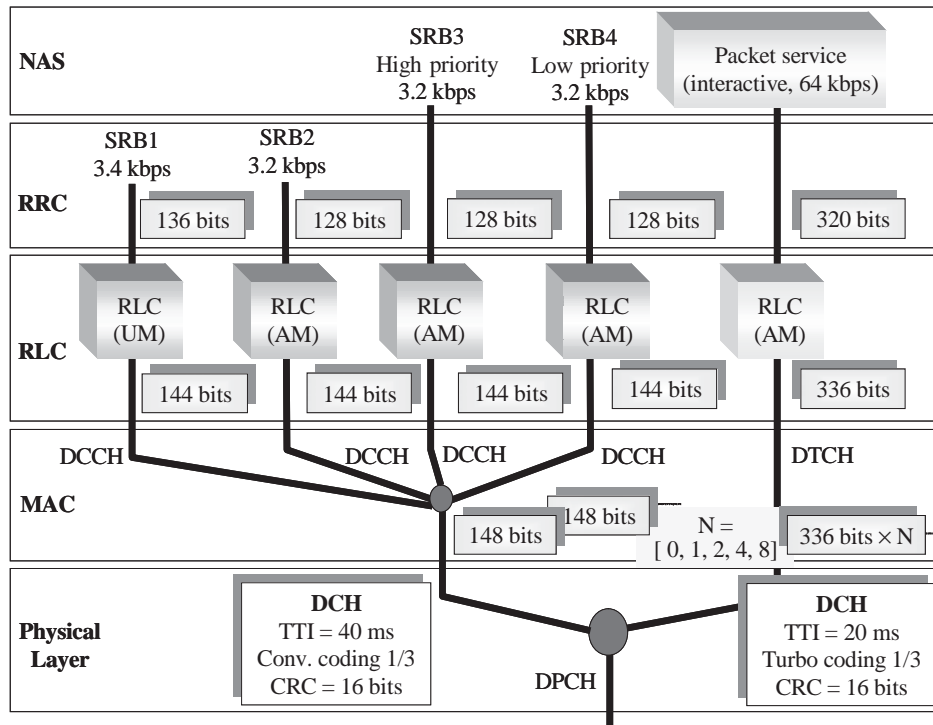 NAS
SRB3
High priority
3.2 kbps
SRB4
Low priority
3.2 kbps
Packet service
(interactive, 64 kbps)
RRC
SRB1
3.4 kbps
SRB2
3.2 kbps
136 bits
128 bits
128 bits
128 bits
320 bits
RLC
RLC
(UM)
RLC
(AM)
RLC
(AM)
RLC
(AM)
RLC
(AM)
144 bits
144 bits
144 bits
144 bits
336 bits
MAC
DCCH
DCCH
DCCH
DCCH
DTCH
148 bits
148 bits
N =
[ 0, 1, 2, 4, 8]
336 bits × N
Physical
Layer
DCH
TTI = 40 ms
Conv. coding 1/3
CRC = 16 bits
DPCH
DCH
TTI = 20 ms
Turbo coding 1/3
CRC = 16 bits